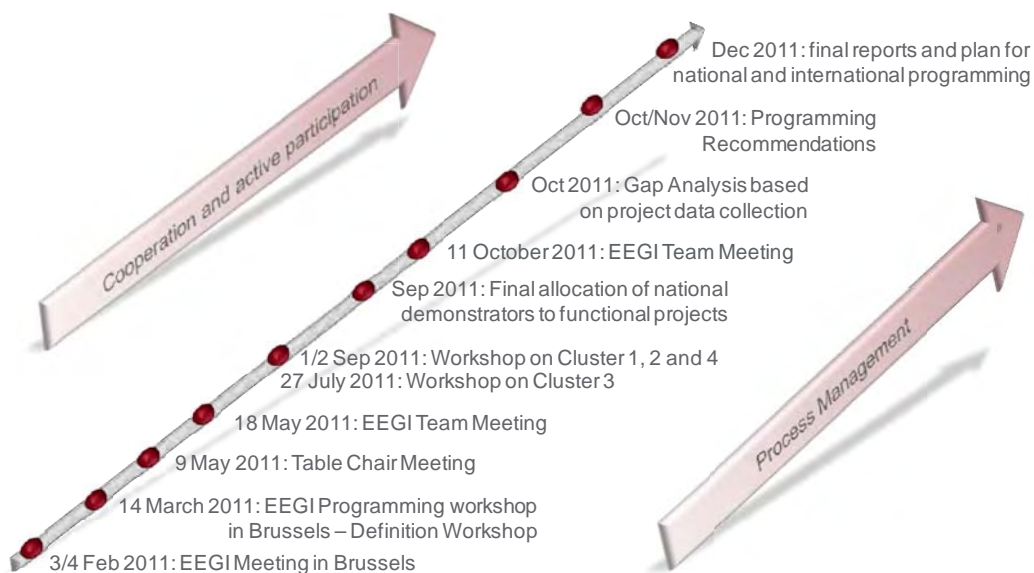 Cooperation and active participation
Dec 2011: final reports and plan for
national and international programming
Oct/Nov 2011: Programming
Recommendations
Oct 2011: Gap Analysis based
on project data collection
11 October 2011: EEGI Team Meeting
Sep 2011: Final allocation of national
demonstrators to functional projects
1/2 Sep 2011: Workshop on Cluster 1, 2 and 4
27 July 2011: Workshop on Cluster 3
18 May 2011: EEGI Team Meeting
9 May 2011: Table Chair Meeting
14 March 2011: EEGI Programming workshop
in Brussels – Definition Workshop
3/4 Feb 2011: EEGI Meeting in Brussels
Process Management